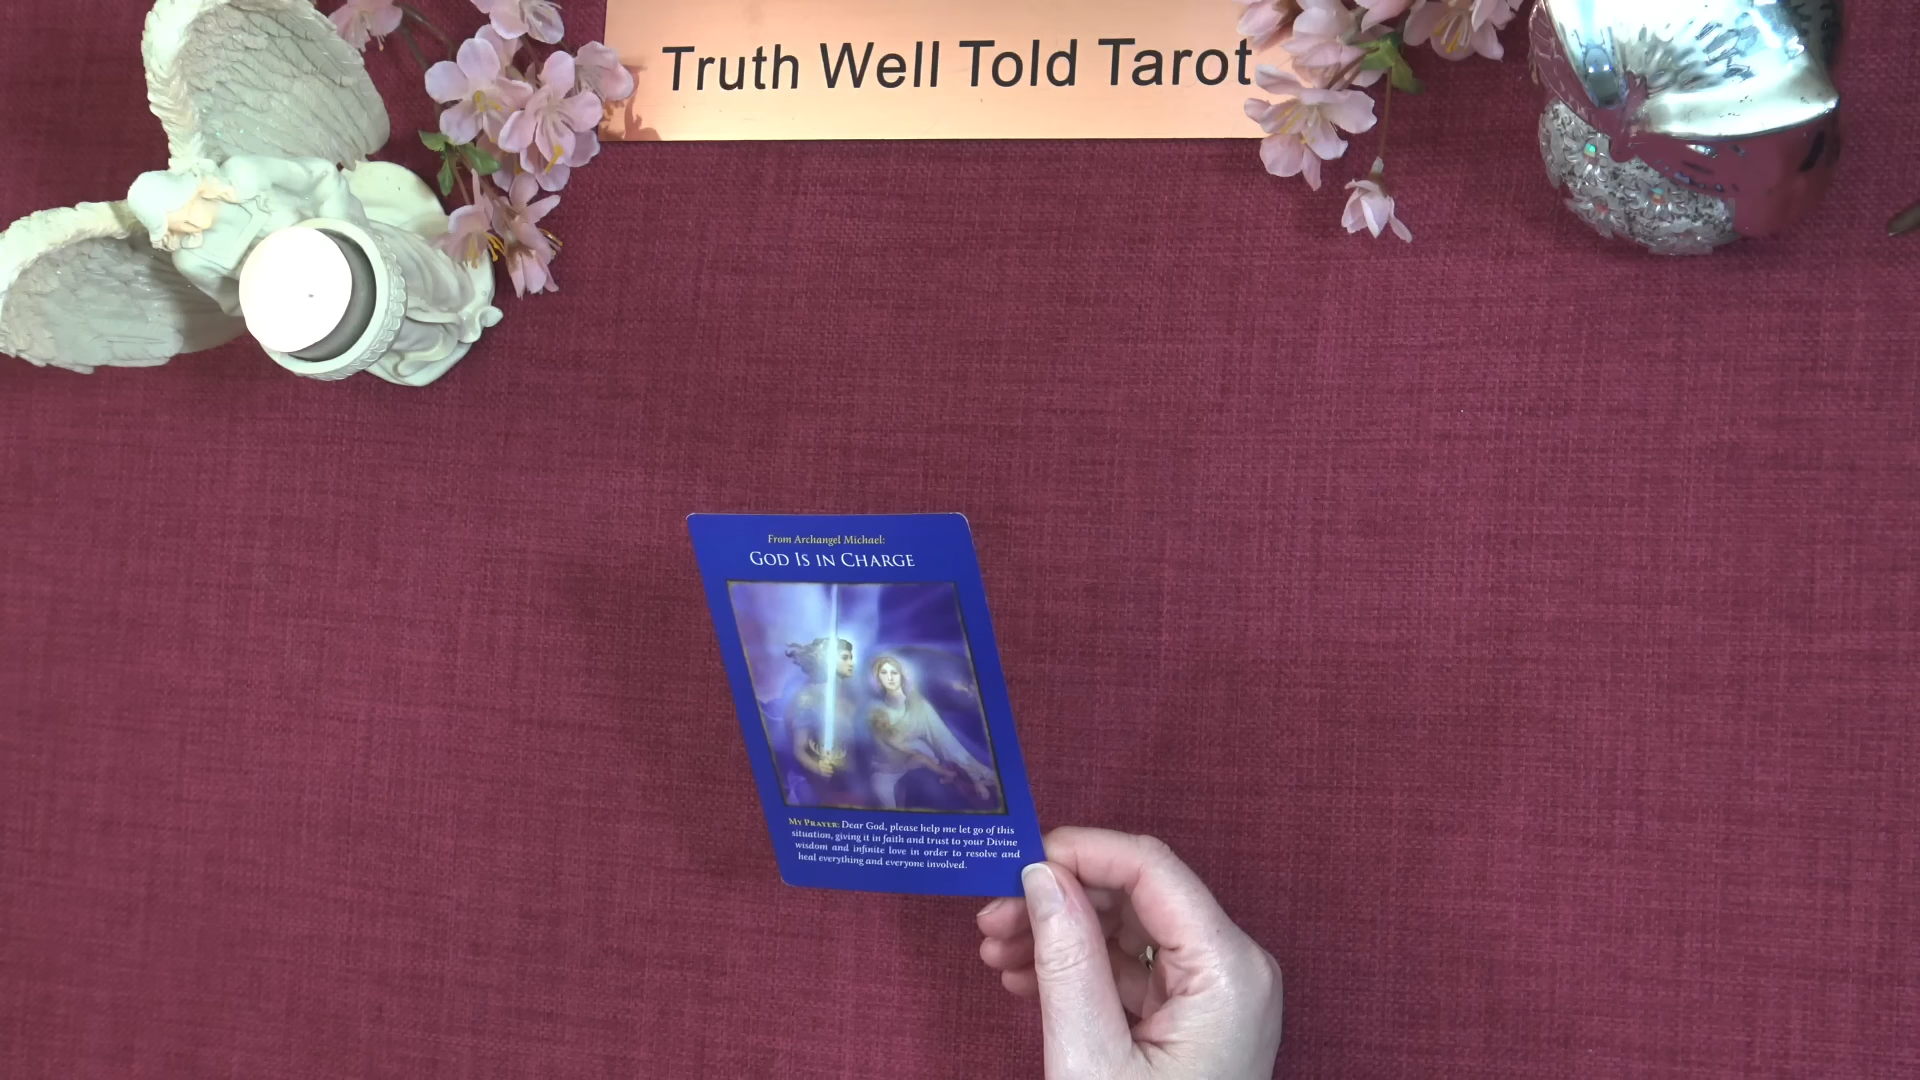 Truth Well Told Tarot
From Archangel Michael:
God Is in Charge
My Prayer: Dear God, please help me let go of this
situation, giving it in faith and trust to your Divine
wisdom and infinite love in order to resolve and
heal everything and everyone involved.